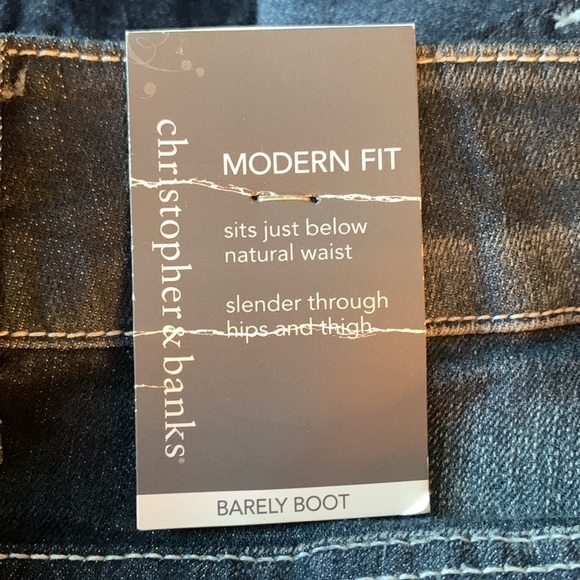 christopher & banks®
MODERN FIT
sits just below
natural waist
slender through
hips and thigh
BARELY BOOT